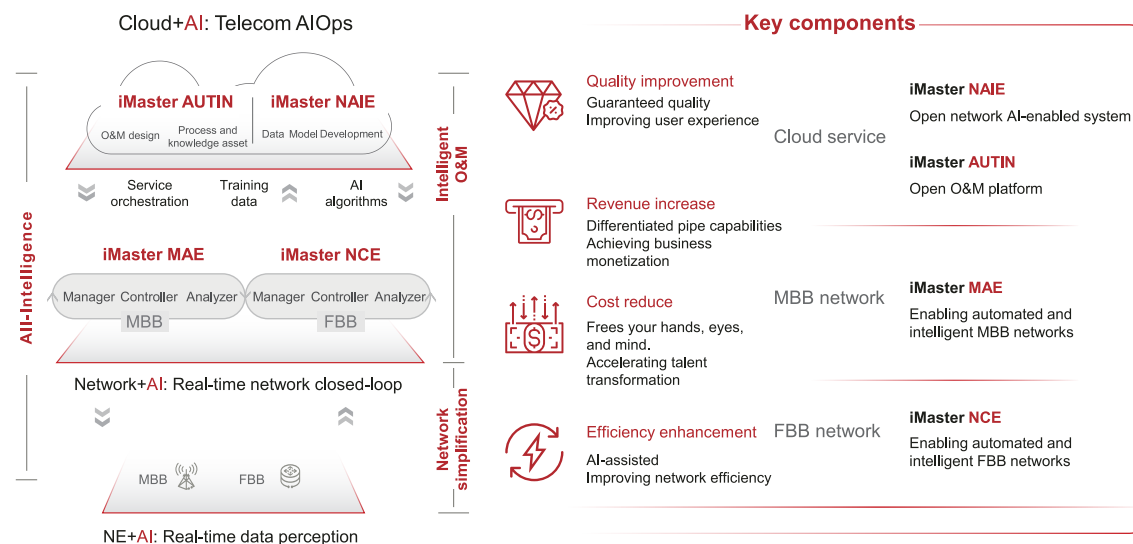 Cloud+AI: Telecom AIOps
iMaster AUTIN
iMaster NAIE
O&M design
Process and
knowledge asset
Data Model Development
Service
orchestration
Training
data
AI
algorithms
All-Intelligence
Intelligent
O&M
iMaster MAE
iMaster NCE
Manager Controller Analyzer
Manager Controller Analyzer
MBB
FBB
Network+AI: Real-time network closed-loop
Network
simplification
MBB
FBB
NE+AI: Real-time data perception
Key components
Quality improvement
Guaranteed quality
Improving user experience
Revenue increase
Differentiated pipe capabilities
Achieving business
monetization
Cost reduce
Frees your hands, eyes,
and mind.
Accelerating talent
transformation
Efficiency enhancement
AI-assisted
Improving network efficiency
Cloud service
iMaster NAIE
Open network AI-enabled system
iMaster AUTIN
Open O&M platform
MBB network
iMaster MAE
Enabling automated and
intelligent MBB networks
FBB network
iMaster NCE
Enabling automated and
intelligent FBB networks